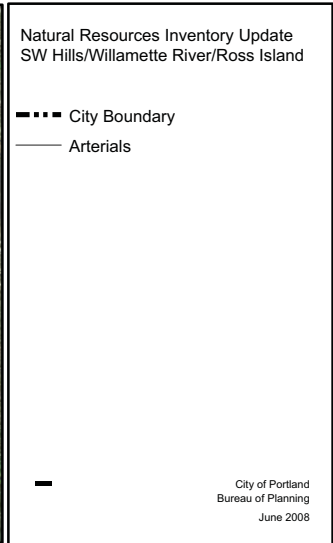 Natural Resources Inventory Update
SW Hills/Willamette River/Ross Island
City Boundary
Arterials
City of Portland
Bureau of Planning
June 2008